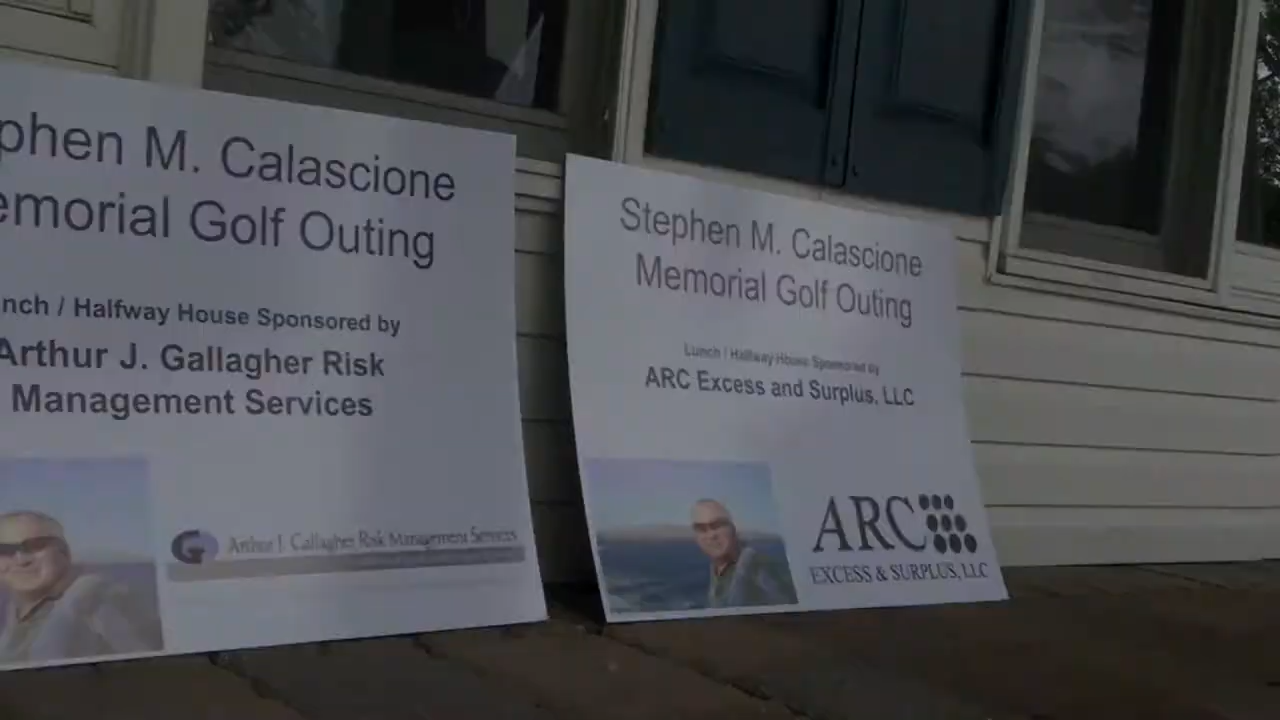 phen M. Calascione
emorial Golf Outing
nch / Halfway House Sponsored by
Arthur J. Gallagher Risk
Management Services
G Arthur J. Gallagher Risk Management Services
Stephen M. Calascione
Memorial Golf Outing
Lunch / Halfway House Sponsored by
ARC Excess and Surplus, LLC
ARC
EXCESS & SURPLUS, LLC